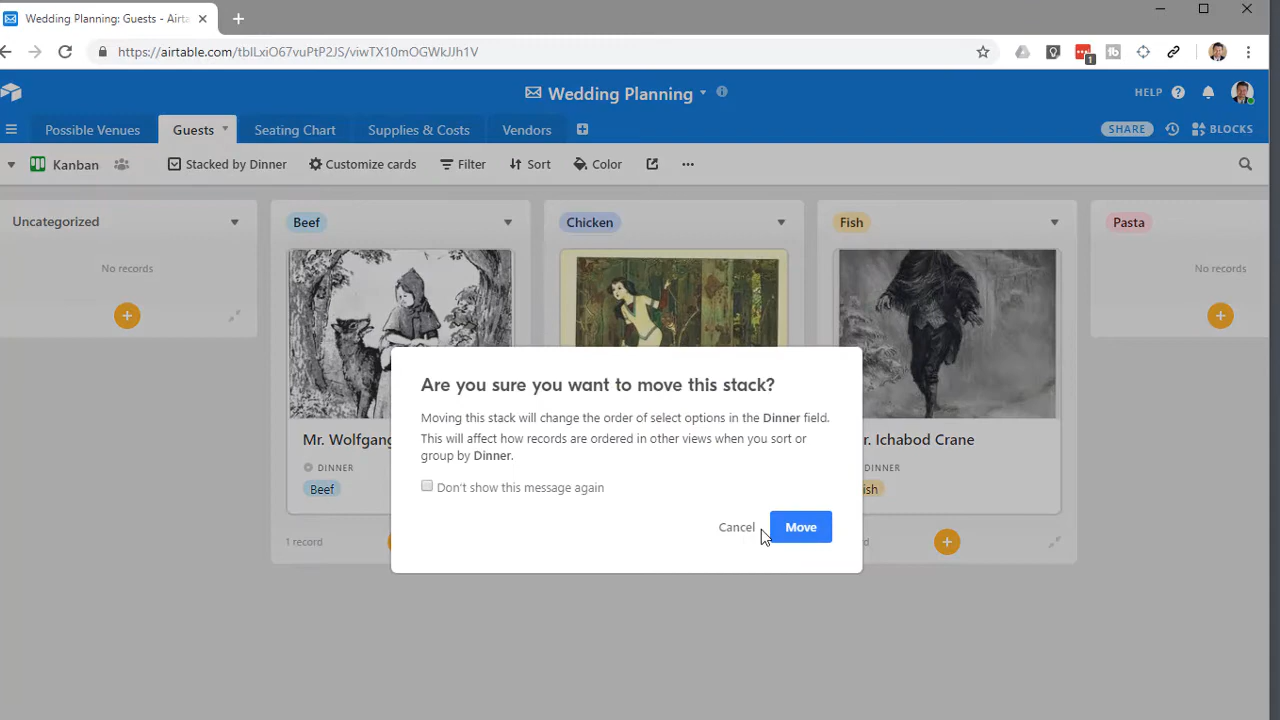 Wedding Planning: Guests - Airta
https://airtable.com/tblLxiO67vuPtP2JS/viwTX10mOGWkJJh1V
1
Wedding Planning
HELP
Possible Venues
Guests
Seating Chart
Supplies & Costs
Vendors
SHARE
BLOCKS
Kanban
Stacked by Dinner
Customize cards
Filter
Sort
Color
Uncategorized
No records
Beef
Chicken
Fish
Pasta
No records
Mr. Wolfgang
DINNER
Beef
1 record
r. Ichabod Crane
DINNER
ish
d
Are you sure you want to move this stack?
Moving this stack will change the order of select options in the Dinner field.
This will affect how records are ordered in other views when you sort or
group by Dinner.
Don't show this message again
Cancel
Move